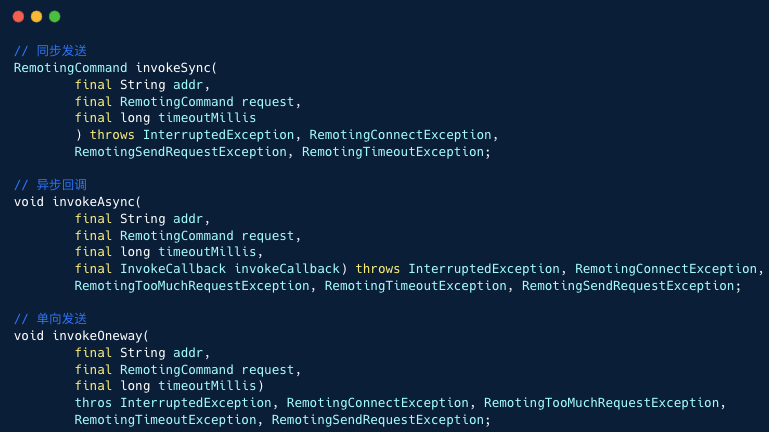 // 同步发送
RemotingCommand invokeSync(
        final String addr,
        final RemotingCommand request,
        final long timeoutMillis
        ) throws InterruptedException, RemotingConnectException,
        RemotingSendRequestException, RemotingTimeoutException;

// 异步回调
void invokeAsync(
        final String addr,
        final RemotingCommand request,
        final long timeoutMillis,
        final InvokeCallback invokeCallback) throws InterruptedException, RemotingConnectException,
        RemotingTooMuchRequestException, RemotingTimeoutException, RemotingSendRequestException;

// 单向发送
void invokeOneway(
        final String addr,
        final RemotingCommand request,
        final long timeoutMillis)
        thros InterruptedException, RemotingConnectException, RemotingTooMuchRequestException,
        RemotingTimeoutException, RemotingSendRequestException;